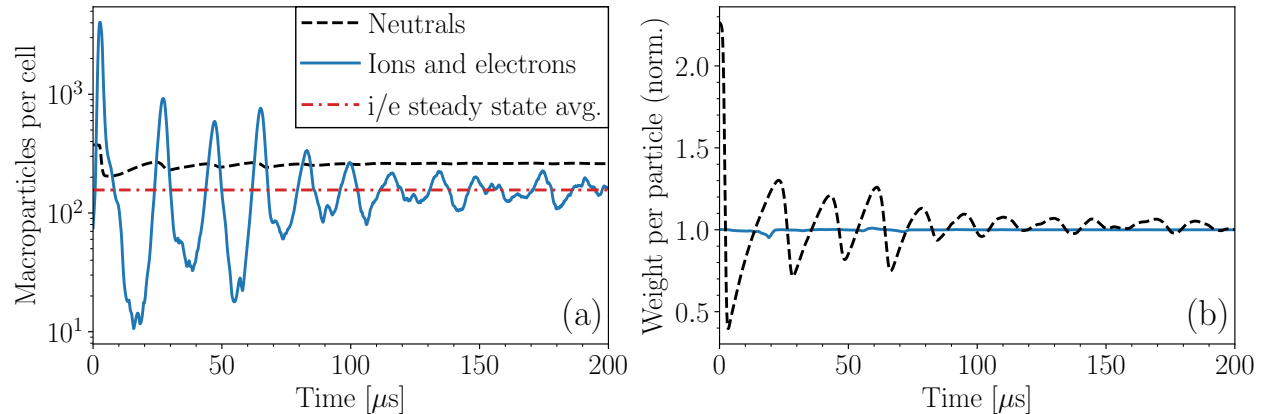 Macroparticles per cell
10³
10²
10¹
0
50
100
150
200
Time [μs]
Neutrals
Ions and electrons
i/e steady state avg.
(a)
Weight per particle (norm.)
2.0
1.5
1.0
0.5
0
50
100
150
200
Time [μs]
(b)